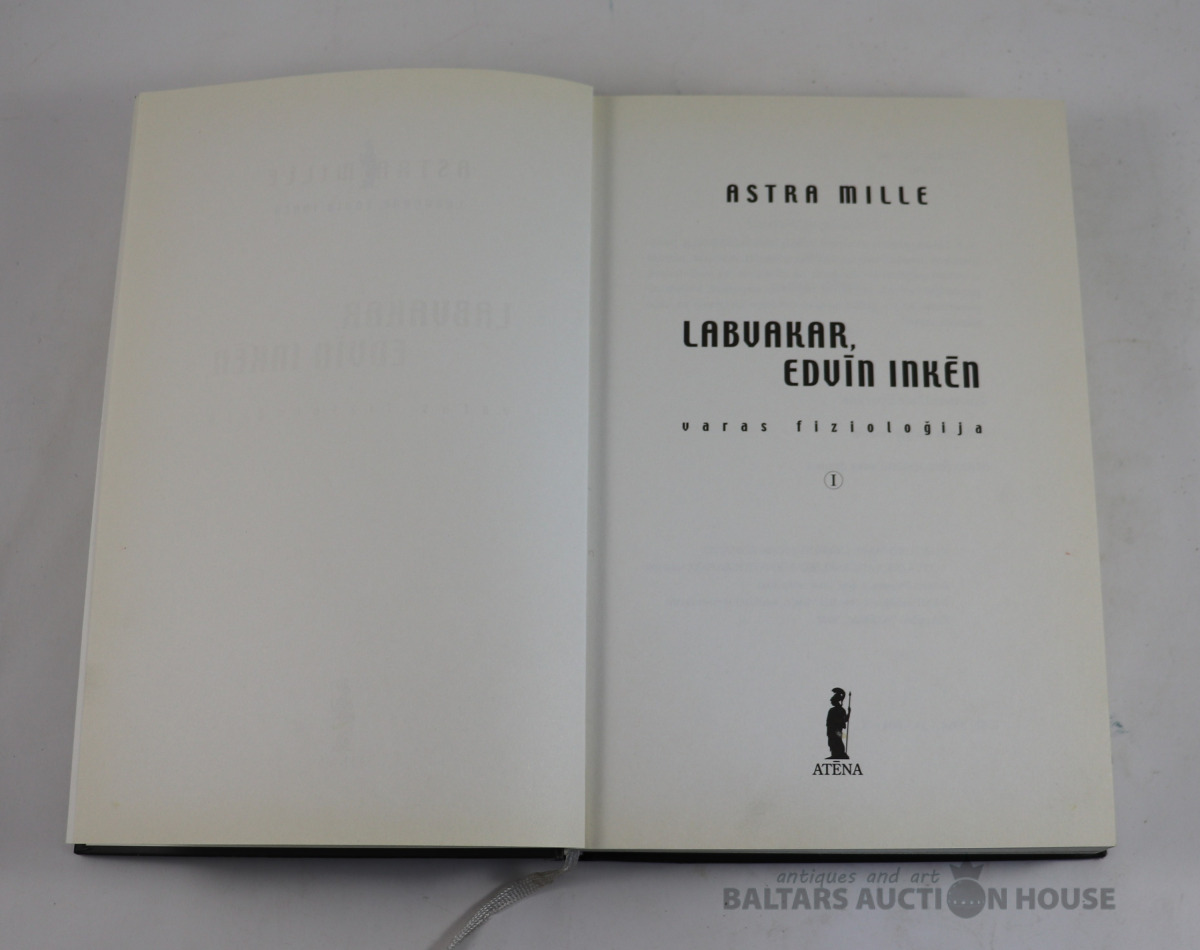 ASTRA MILLE
LABVAKAR,
EDVĪN INKĒN
varas fizioloģija
I
ATĒNA
antiques and art
BALTARS AUCTION HOUSE